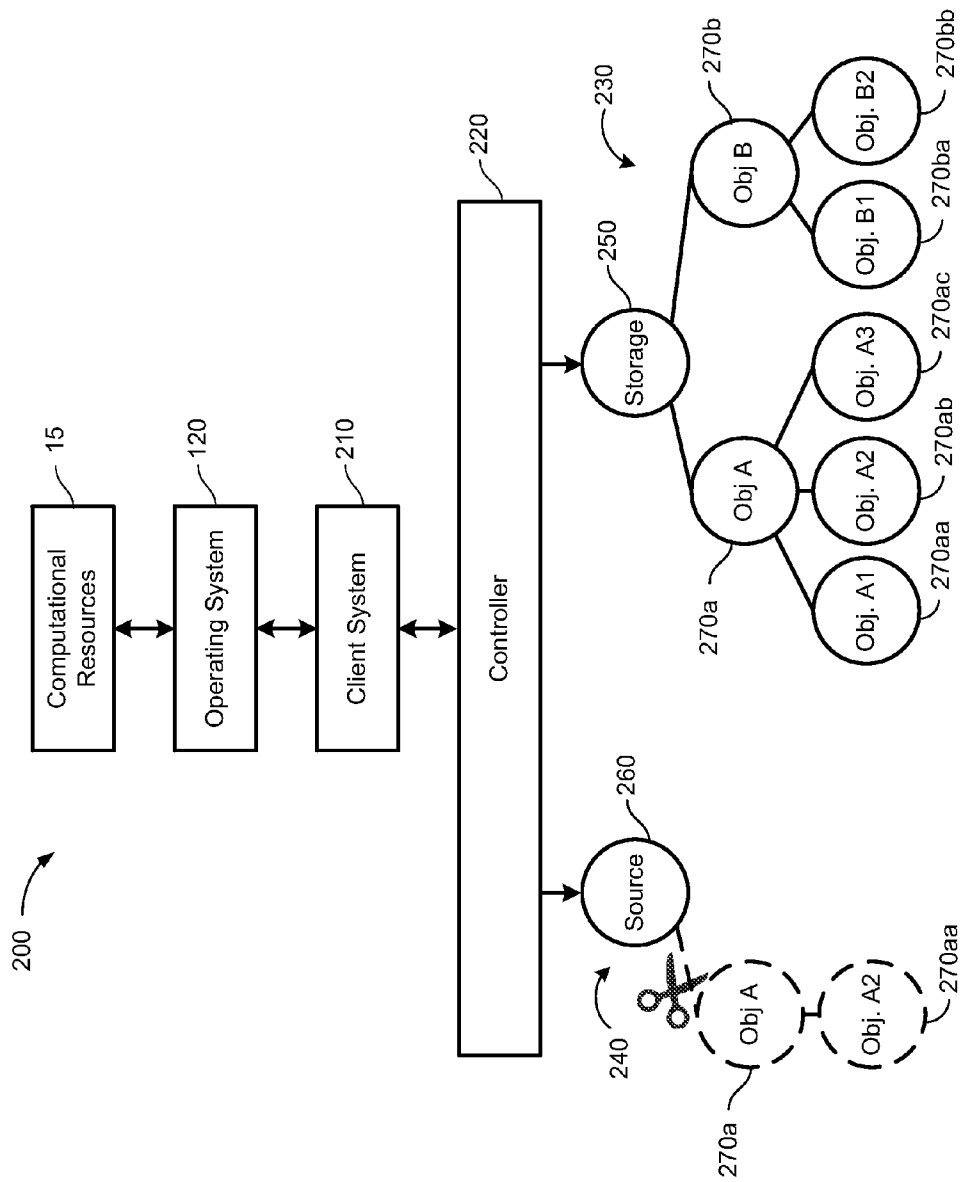 200
Computational
Resources
15
Operating System
120
Client System
210
Controller
220
Source
260
240
Obj A
270a
Obj. A2
270aa
Storage
250
230
Obj A
270a
Obj B
270b
Obj. A1
270aa
Obj. A2
270ab
Obj. A3
270ac
Obj. B1
270ba
Obj. B2
270bb